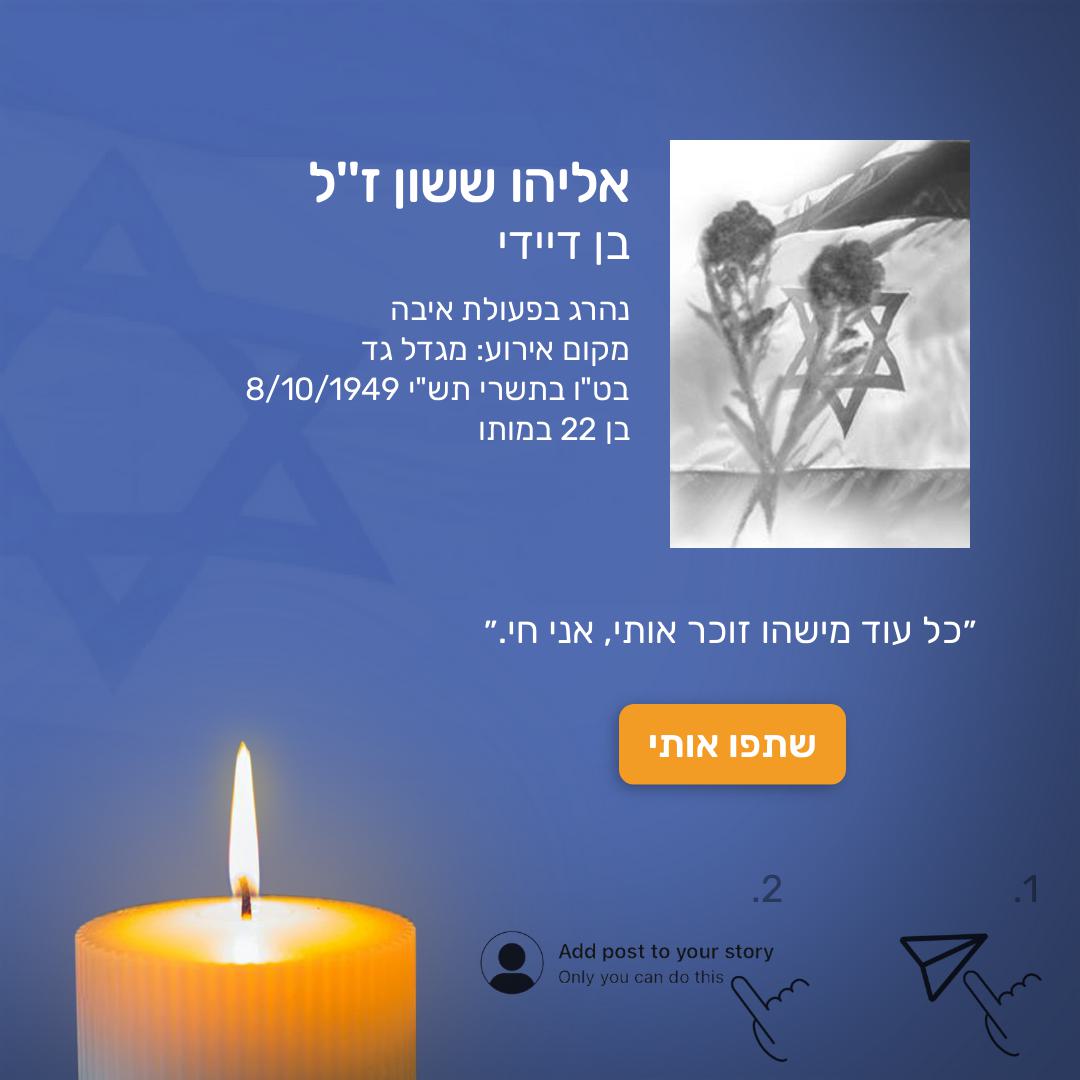 אליהו ששון ז"ל
בן דיידי
נהרג בפעולת איבה
מקום אירוע: מגדל גד
בט"ו בתשרי תש"י 8/10/1949
בן 22 במותו
״כל עוד מישהו זוכר אותי, אני חי.״
שתפו אותי
1.
2.
Add post to your story
Only you can do this